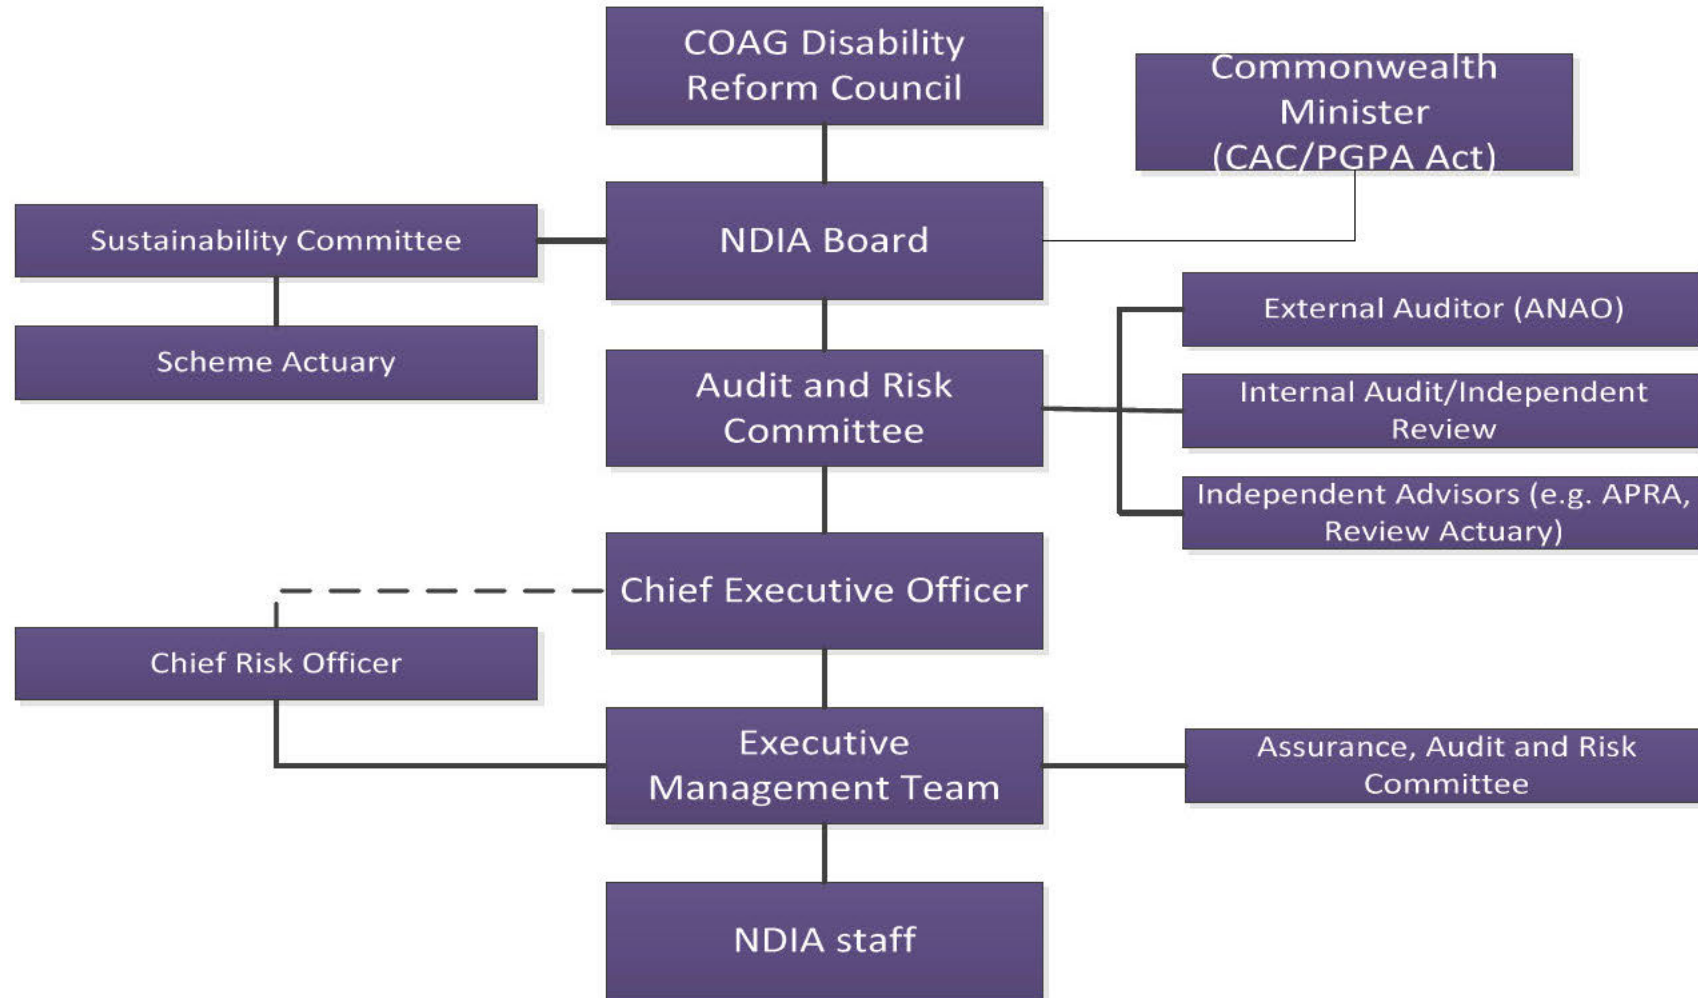 COAG Disability
Reform Council
Commonwealth
Minister
(CAC/PGPA Act)
Sustainability Committee
NDIA Board
Scheme Actuary
External Auditor (ANAO)
Audit and Risk
Committee
Internal Audit/Independent
Review
Independent Advisors (e.g. APRA,
Review Actuary)
Chief Executive Officer
Chief Risk Officer
Executive
Management Team
Assurance, Audit and Risk
Committee
NDIA staff